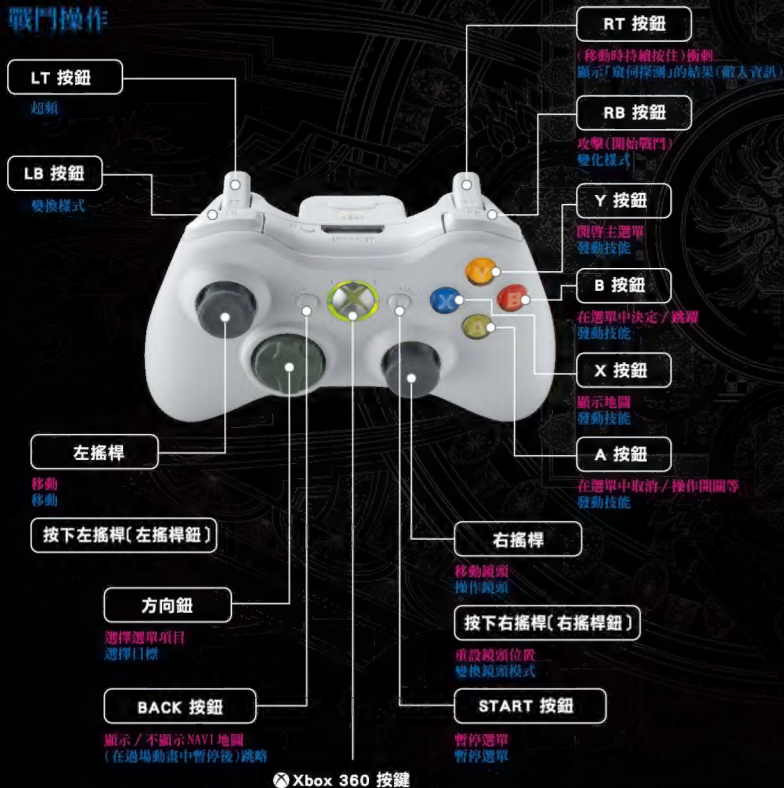 戰鬥操作
LT 按鈕
超頻
LB 按鈕
變換樣式
RT 按鈕
(移動時持續按住)衝刺
顯示「窺伺探測」的結果(敵人資訊)
RB 按鈕
攻擊(開始戰鬥)
變化樣式
Y 按鈕
開啓主選單
發動技能
B 按鈕
在選單中決定/跳躍
發動技能
X 按鈕
顯示地圖
發動技能
A 按鈕
在選單中取消/操作開關等
發動技能
左搖桿
移動
移動
按下左搖桿〔左搖桿鈕〕
方向鈕
選擇選單項目
選擇目標
BACK 按鈕
顯示/不顯示NAVI地圖
(在過場動畫中暫停後)跳略
右搖桿
移動鏡頭
操作鏡頭
按下右搖桿〔右搖桿鈕〕
重設鏡頭位置
變換鏡頭模式
START 按鈕
暫停選單
暫停選單
Xbox 360 按鍵
Y
X
B
A